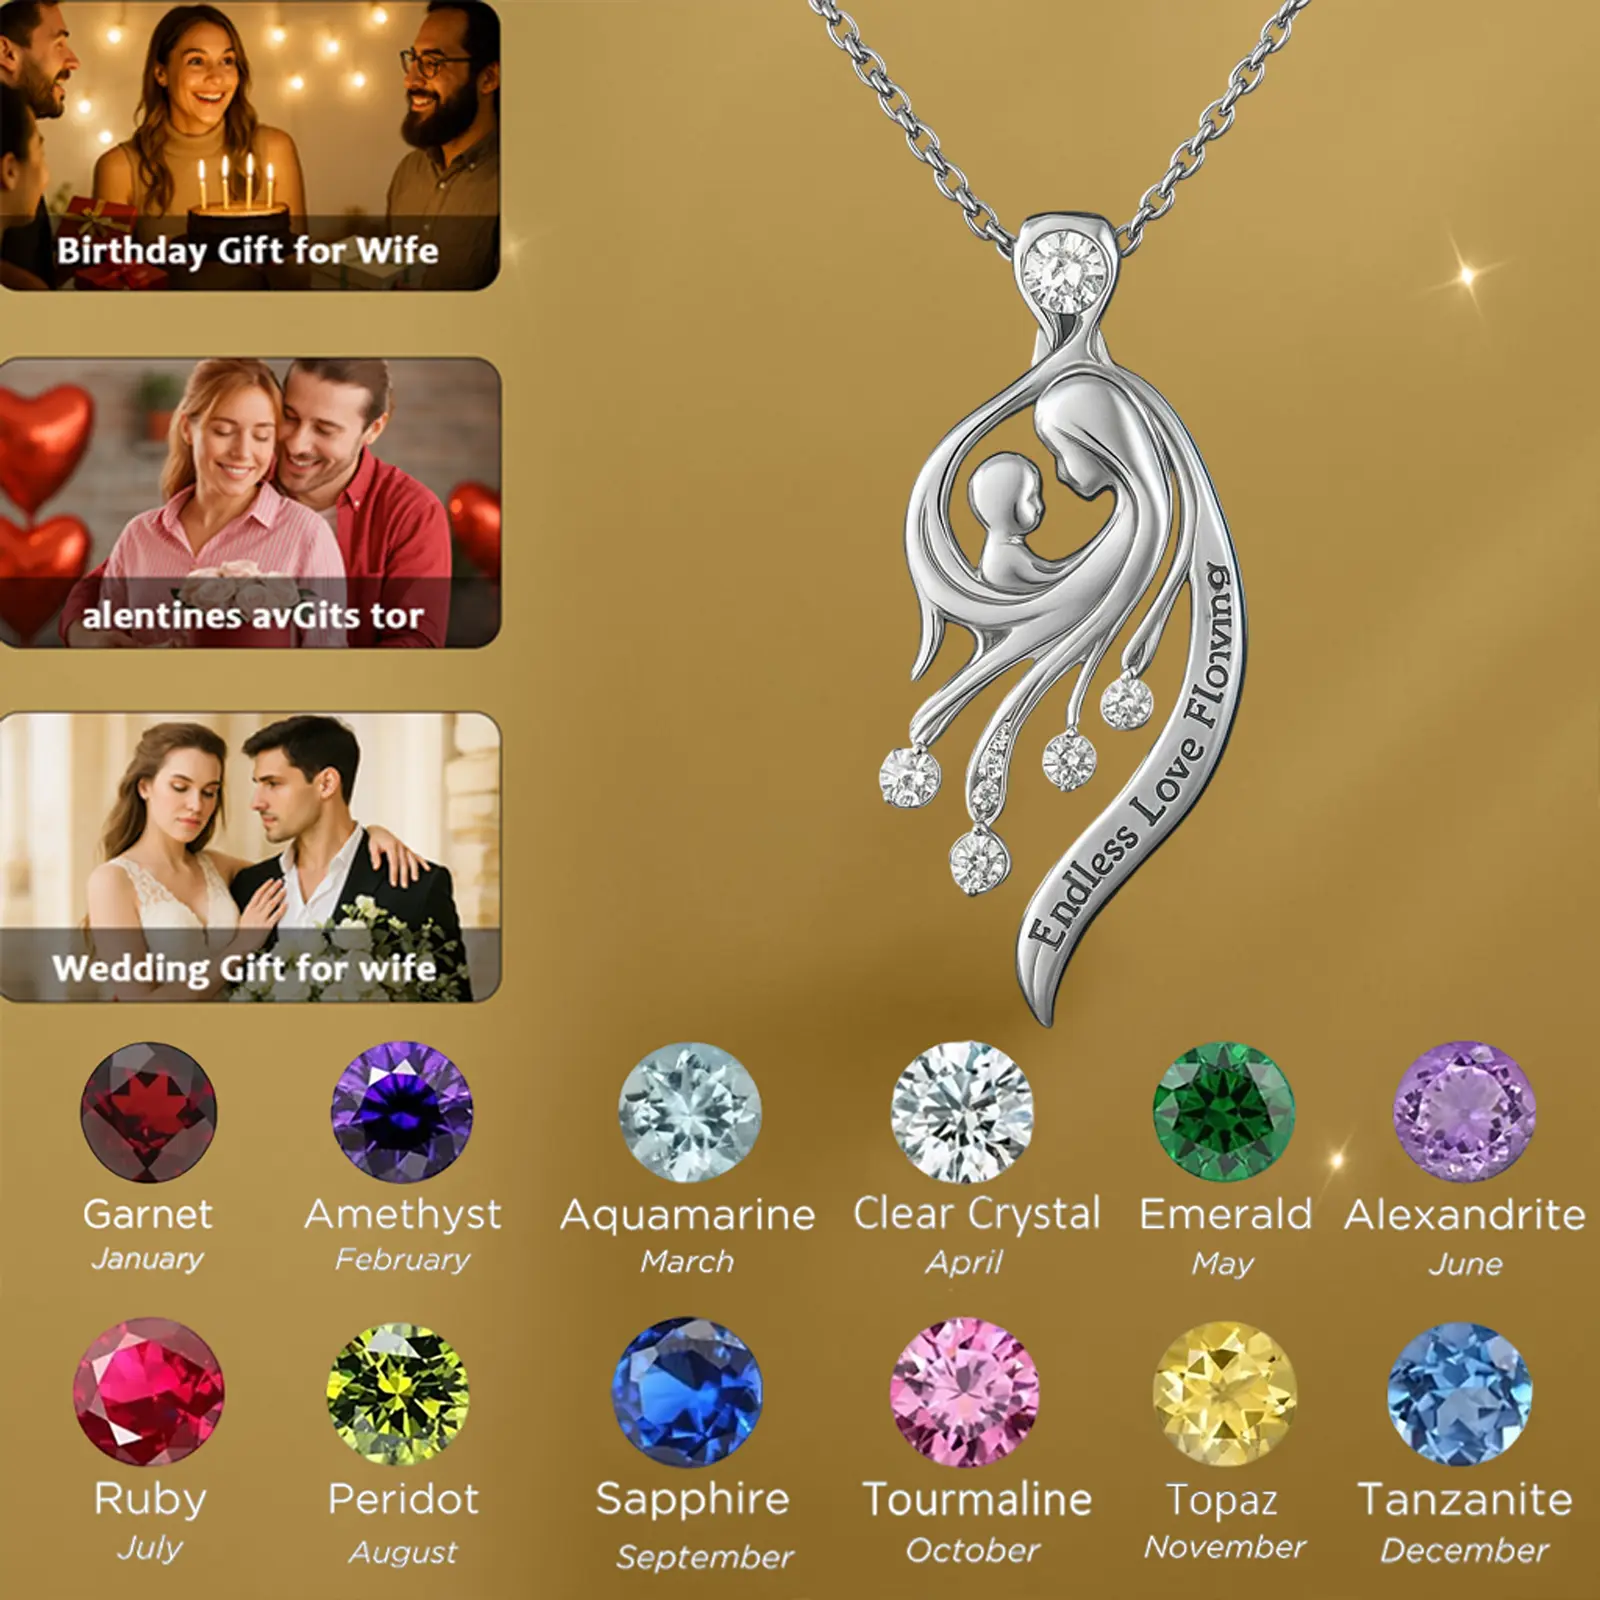 Birthday Gift for Wife
alentines avGits tor
Wedding Gift for wife
Endless Love Floıvıng
Garnet
January
Amethyst
February
Aquamarine
March
Clear Crystal
April
Emerald
May
Alexandrite
June
Ruby
July
Peridot
August
Sapphire
September
Tourmaline
October
Topaz
November
Tanzanite
December